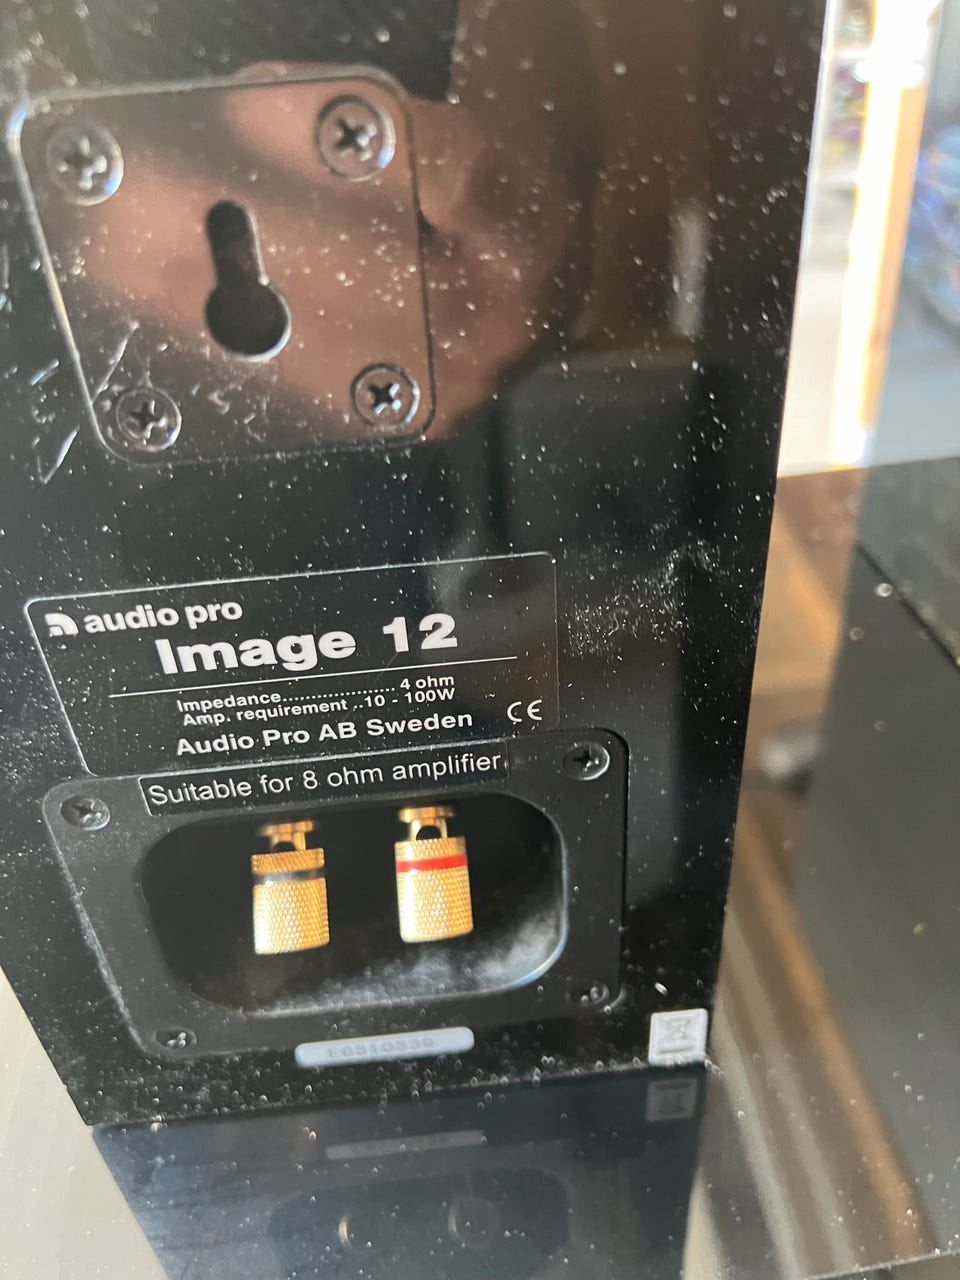 audio pro
Image 12
Impedance.................... 4 ohm
Amp. requirement ..10 - 100W
Audio Pro AB Sweden CE
Suitable for 8 ohm amplifier